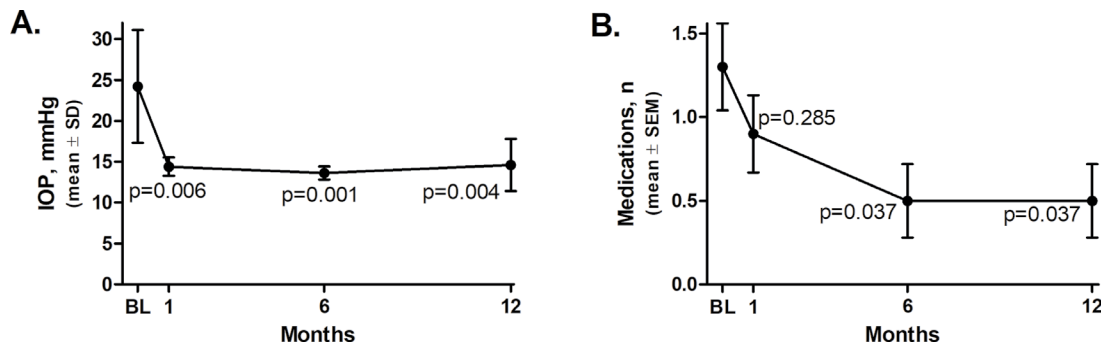 A.
IOP, mmHg
(mean ± SD)
30
25
20
15
10
5
0
p=0.006
p=0.001
p=0.004
BL
1
6
12
Months
B.
Medications, n
(mean ± SEM)
1.5
1.0
0.5
0.0
p=0.285
p=0.037
p=0.037
BL
1
6
12
Months